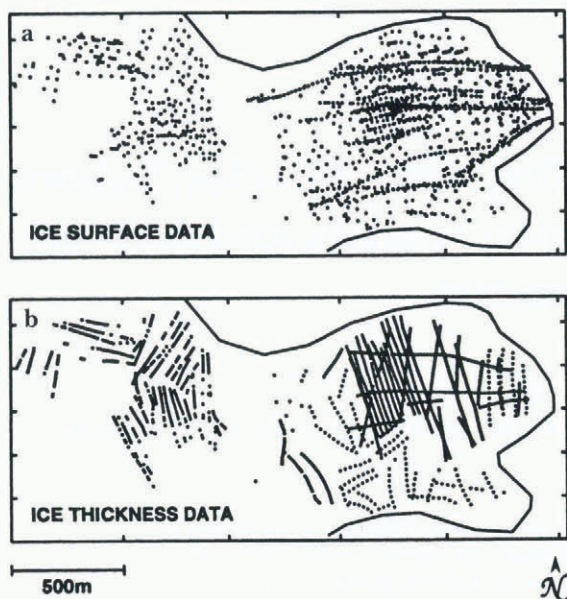 a
ICE SURFACE DATA
b
ICE THICKNESS DATA
500m
N